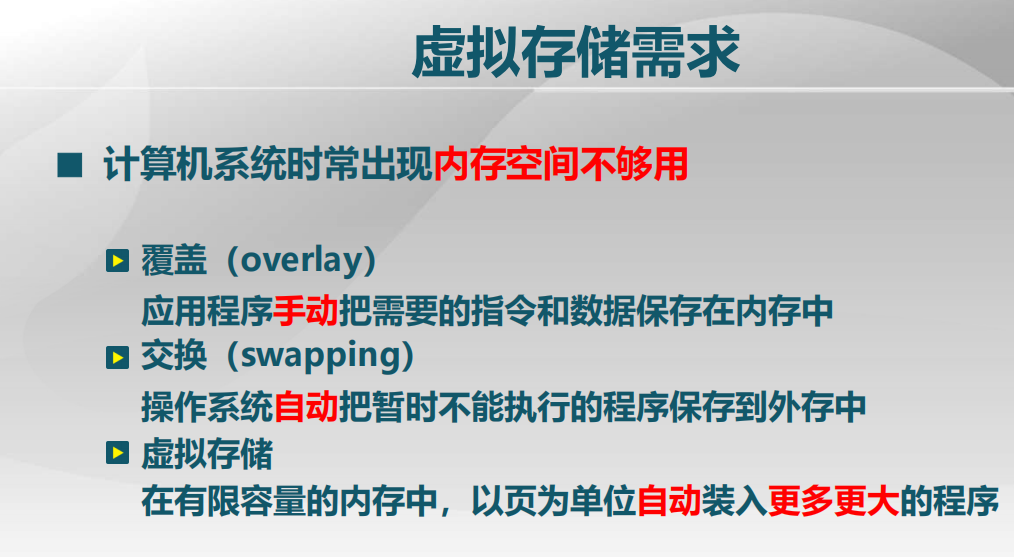 虚拟存储需求
计算机系统时常出现内存空间不够用
覆盖（overlay）
应用程序手动把需要的指令和数据保存在内存中
交换（swapping）
操作系统自动把暂时不能执行的程序保存到外存中
虚拟存储
在有限容量的内存中，以页为单位自动装入更多更大的程序